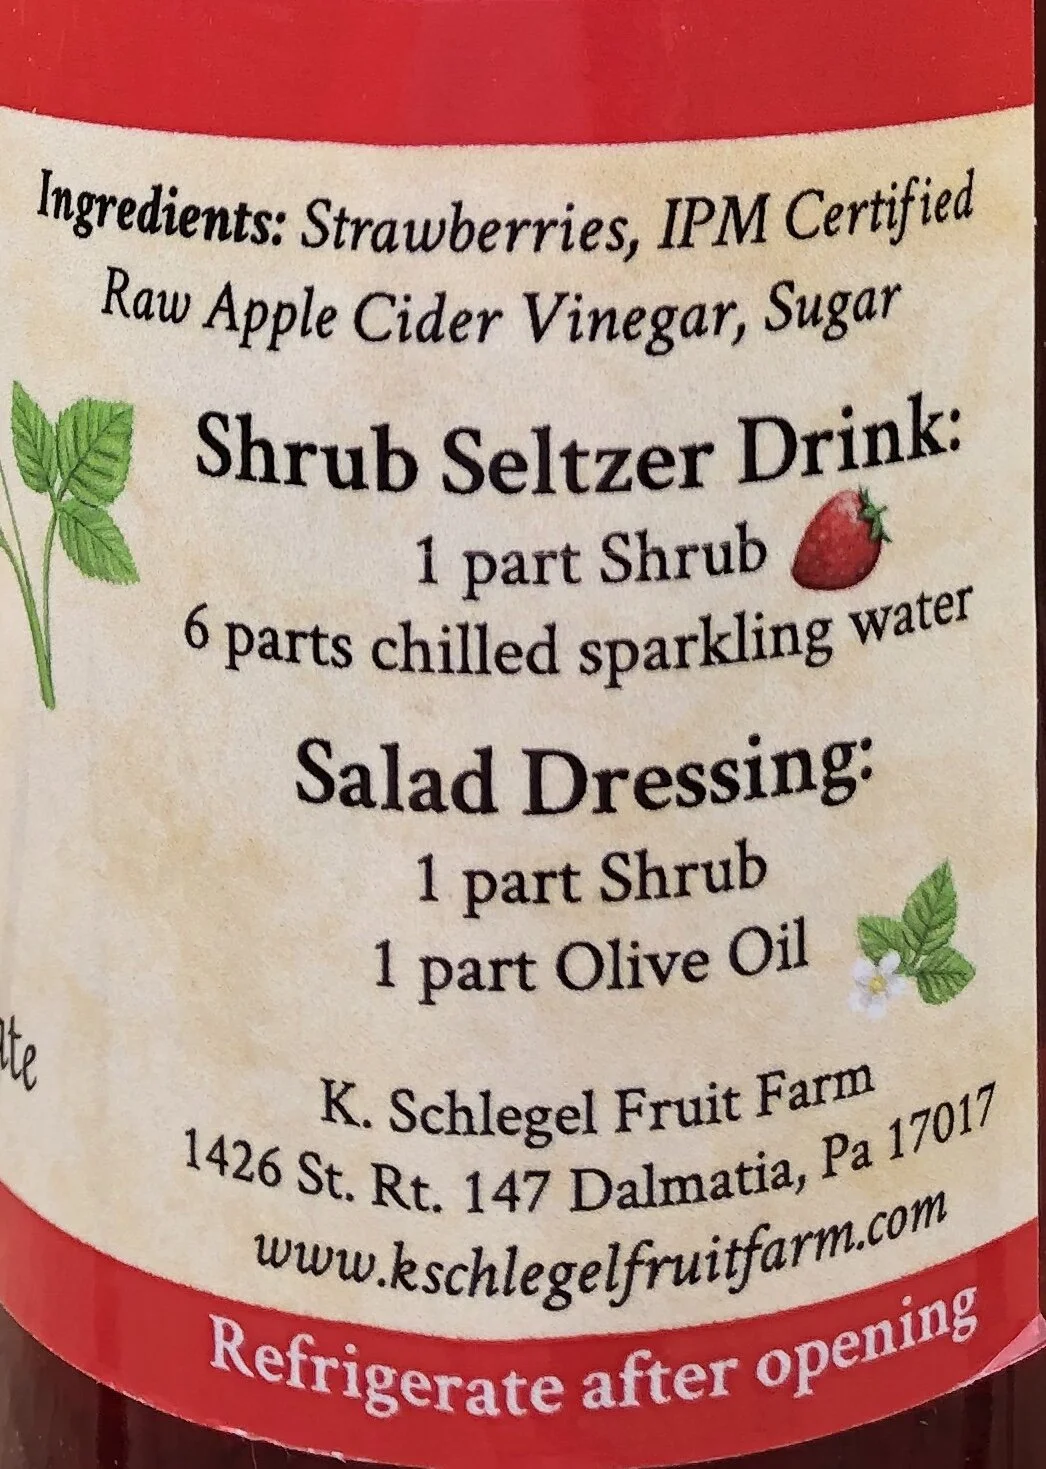 Ingredients: Strawberries, IPM Certified
Raw Apple Cider Vinegar, Sugar
Shrub Seltzer Drink:
1 part Shrub
6 parts chilled sparkling water
Salad Dressing:
1 part Shrub
1 part Olive Oil
K. Schlegel Fruit Farm
1426 St. Rt. 147 Dalmatia, Pa 17017
www.kschlegelfruitfarm.com
Refrigerate after opening